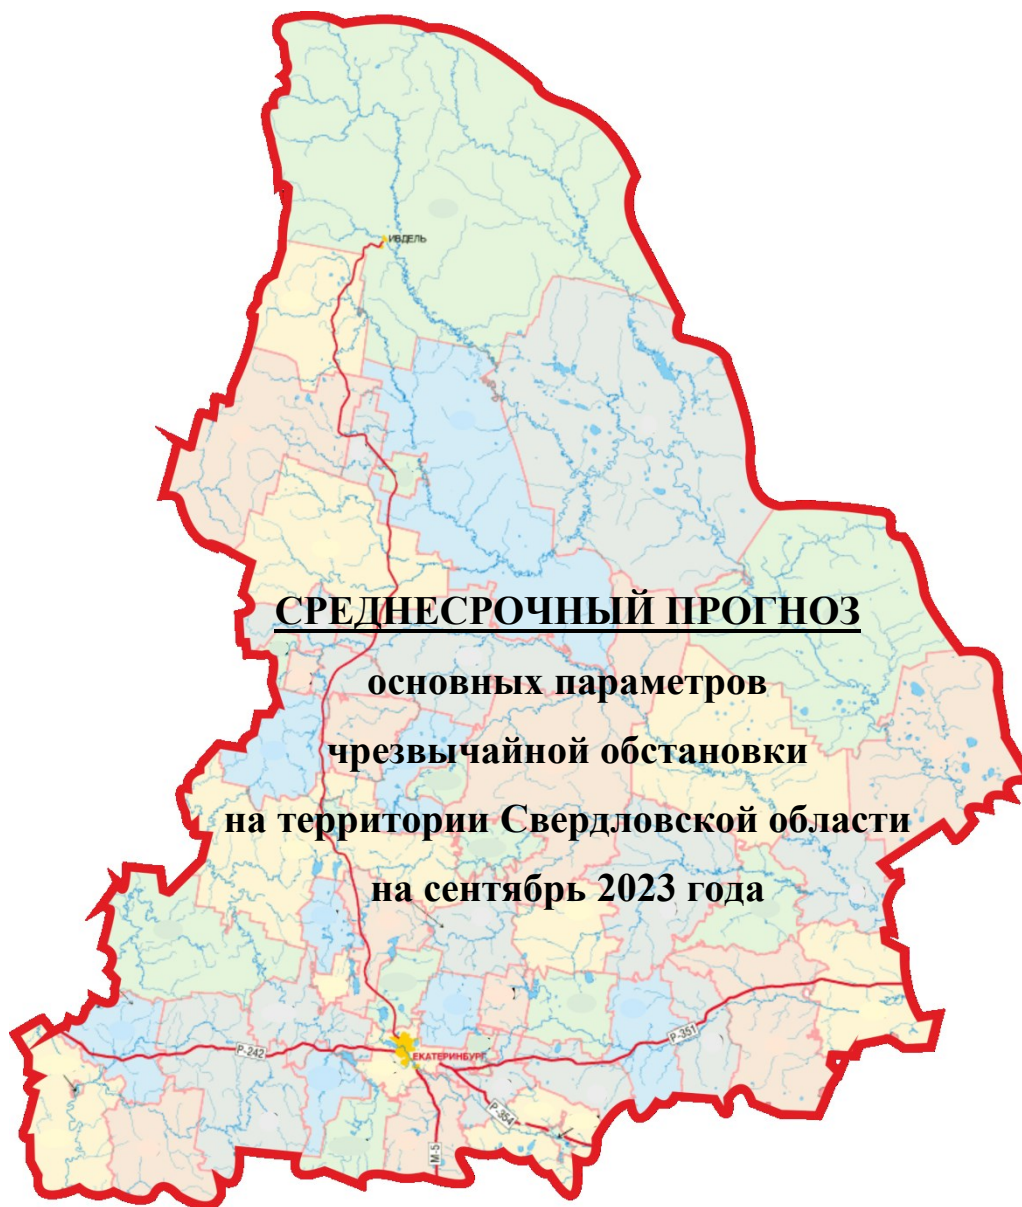 ИВДЕЛЬ
СРЕДНЕСРОЧНЫЙ ПРОГНОЗ
основных параметров
чрезвычайной обстановки
на территории Свердловской области
на сентябрь 2023 года
Р-351
Р-242
ЕКАТЕРИНБУРГ
Р-354
М-5